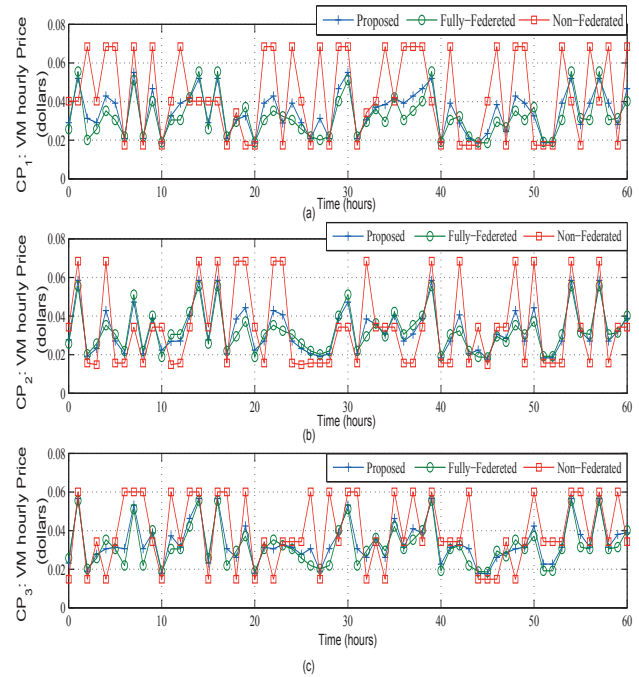 Proposed Fully-Federeted Non-Federated
CP1: VM hourly Price
(dollars)
0.08
0.06
0.04
0.02
0
0 10 20 30 40 50 60
Time (hours)
(a)
Proposed Fully-Federeted Non-Federated
CP2: VM hourly Price
(dollars)
0.08
0.06
0.04
0.02
0
0 10 20 30 40 50 60
Time (hours)
(b)
Proposed Fully-Federeted Non-Federated
CP3: VM hourly Price
(dollars)
0.08
0.06
0.04
0.02
0
0 10 20 30 40 50 60
Time (hours)
(c)